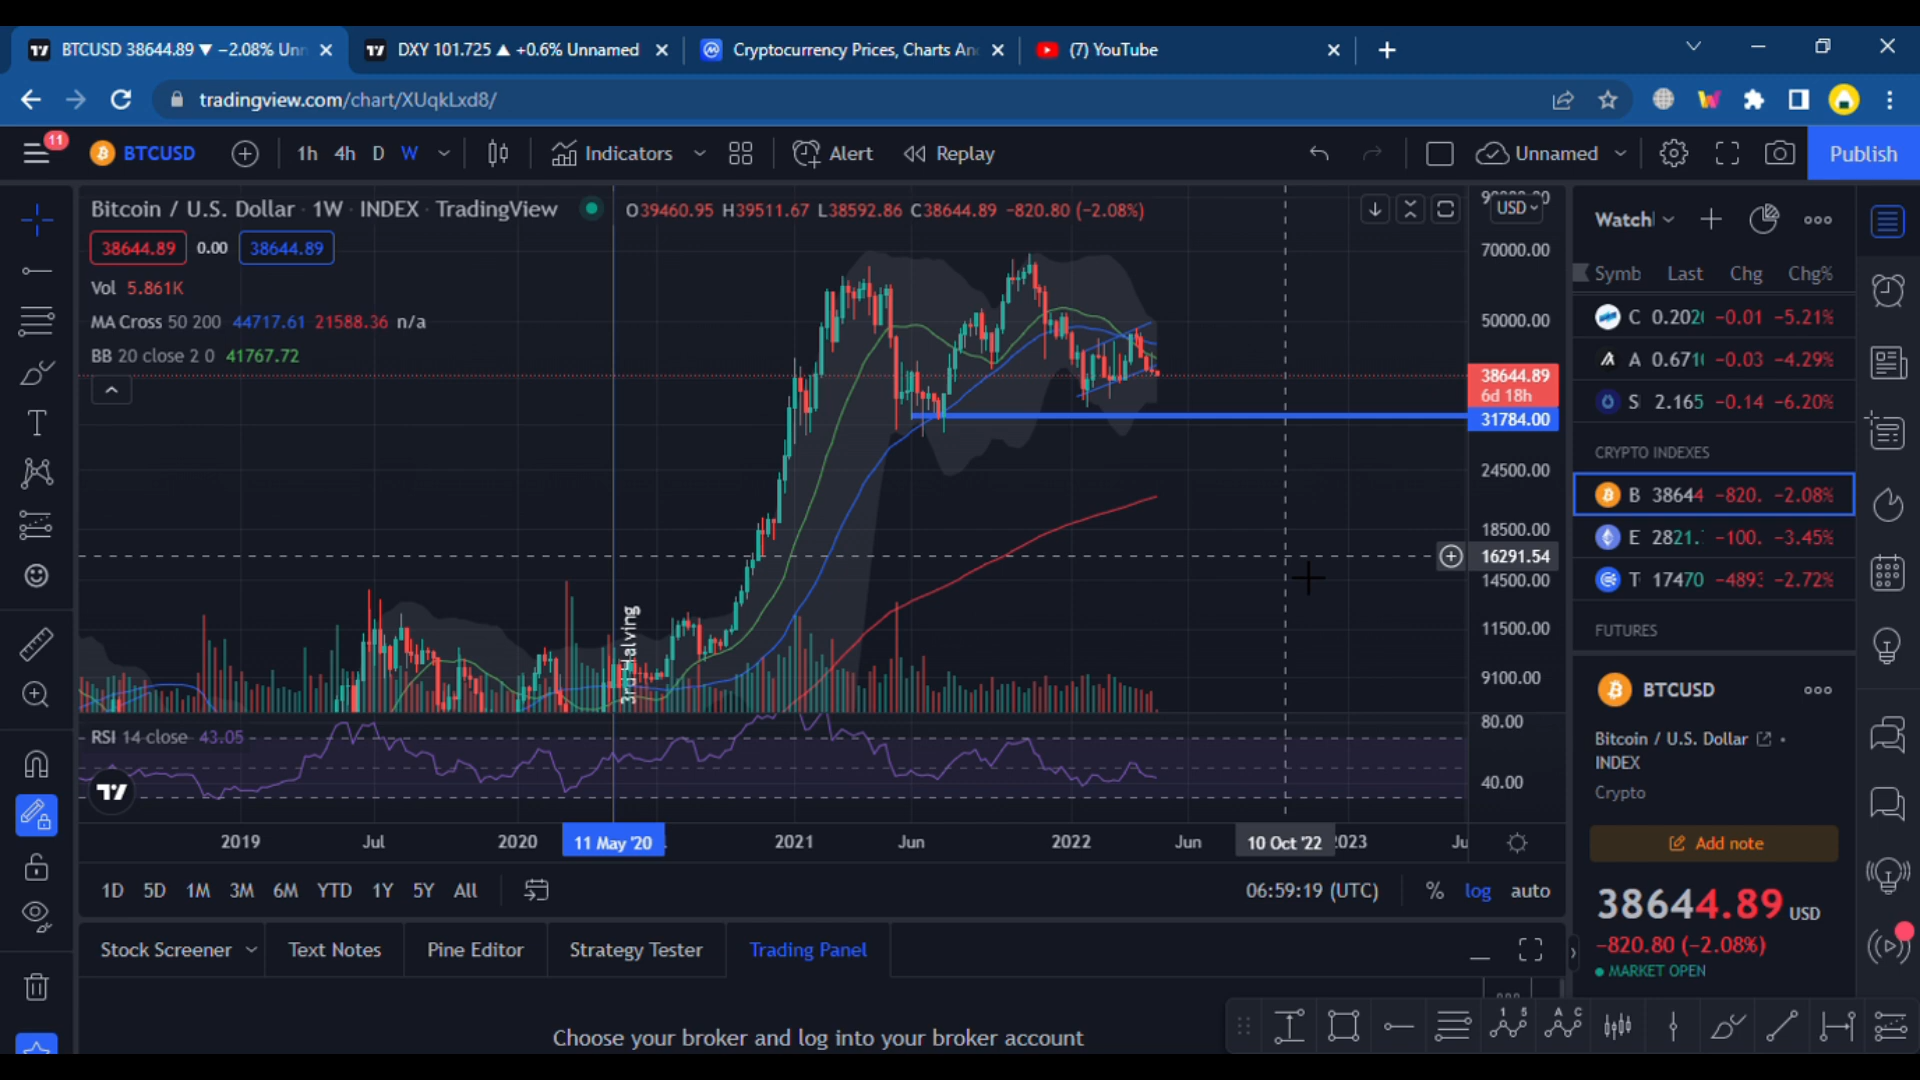 BTCUSD 38644.89 ▼ −2.08% Unn
DXY 101.725 ▲ +0.6% Unnamed
Cryptocurrency Prices, Charts An
(7) YouTube
tradingview.com/chart/XUqkLxd8/
11
BTCUSD
1h 4h D W
Indicators
Alert
Replay
Unnamed
Publish
Bitcoin / U.S. Dollar · 1W · INDEX · TradingView
O39460.95 H39511.67 L38592.86 C38644.89 −820.80 (−2.08%)
38644.89 0.00 38644.89
Vol 5.861K
MA Cross 50 200 44717.61 21588.36 n/a
BB 20 close 2 0 41767.72
USD
70000.00
50000.00
38644.89
6d 18h
31784.00
24500.00
18500.00
16291.54
14500.00
11500.00
9100.00
3rd Halving
RSI 14 close 43.05
80.00
40.00
2019 Jul 2020 11 May '20 2021 Jun 2022 Jun 10 Oct '22 2023 Ju
1D 5D 1M 3M 6M YTD 1Y 5Y All
06:59:19 (UTC) % log auto
Stock Screener Text Notes Pine Editor Strategy Tester Trading Panel
Choose your broker and log into your broker account
Watchl
Symb Last Chg Chg%
C 0.202 −0.01 −5.21%
A 0.671 −0.03 −4.29%
S 2.165 −0.14 −6.20%
CRYPTO INDEXES
B 38644 −820. −2.08%
E 2821. −100. −3.45%
T 17470 −489 −2.72%
FUTURES
BTCUSD
Bitcoin / U.S. Dollar
INDEX
Crypto
Add note
38644.89 USD
−820.80 (−2.08%)
MARKET OPEN
1 5
A C